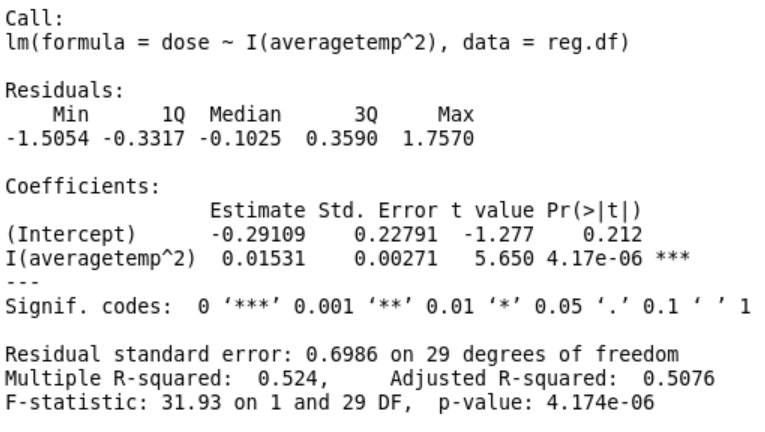 Call:
lm(formula = dose ~ I(averagetemp^2), data = reg.df)
Residuals:
    Min      1Q  Median      3Q     Max
-1.5054 -0.3317 -0.1025  0.3590  1.7570
Coefficients:
                 Estimate Std. Error t value Pr(>|t|)
(Intercept)      -0.29109    0.22791  -1.277    0.212
I(averagetemp^2)  0.01531    0.00271   5.650 4.17e-06 ***
---
Signif. codes:  0 ‘***’ 0.001 ‘**’ 0.01 ‘*’ 0.05 ‘.’ 0.1 ‘ ’ 1
Residual standard error: 0.6986 on 29 degrees of freedom
Multiple R-squared:  0.524,     Adjusted R-squared:  0.5076
F-statistic: 31.93 on 1 and 29 DF,  p-value: 4.174e-06